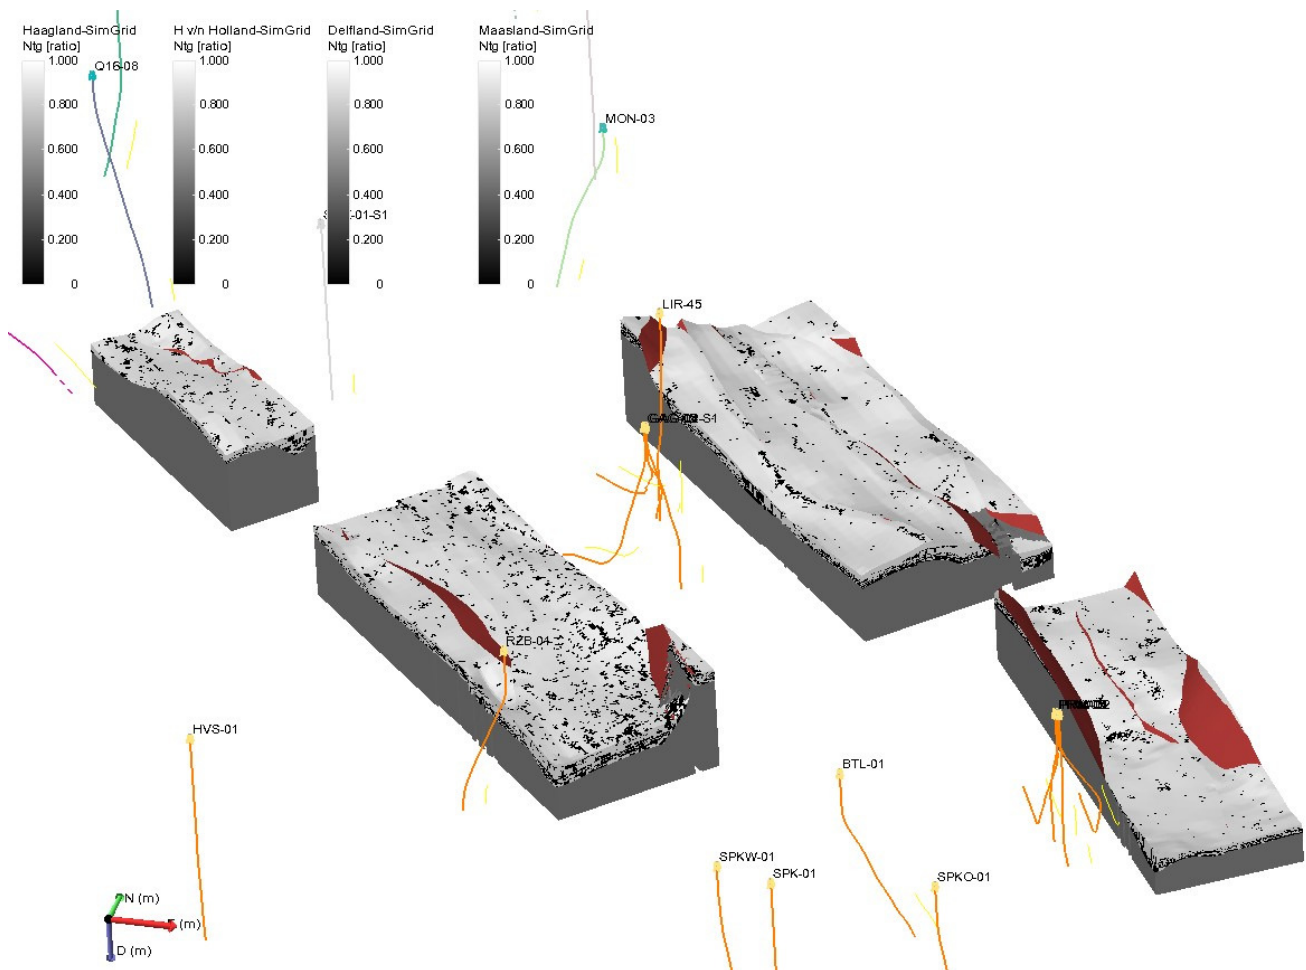 Haagland-SimGrid
Ntg [ratio]
1.000
0.800
0.600
0.400
0.200
0
H v/n Holland-SimGrid
Ntg [ratio]
1.000
0.800
0.600
0.400
0.200
0
Delfland-SimGrid
Ntg [ratio]
1.000
0.800
0.600
0.400
0.200
0
Maasland-SimGrid
Ntg [ratio]
1.000
0.800
0.600
0.400
0.200
0
Q16-08
MON-03
-01-S1
LIR-45
-S1
RZB-01
HVS-01
BTL-01
SPKW-01
SPK-01
SPKO-01
N (m)
E (m)
D (m)